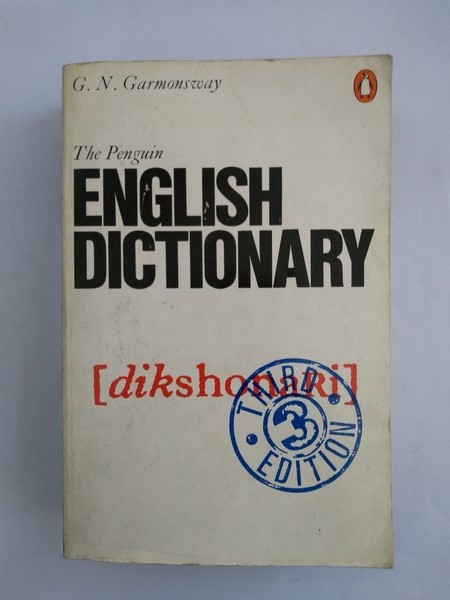 G. N. Garmonsway
The Penguin
ENGLISH
DICTIONARY
[dikshonaRi]
THIRD
3
EDITION